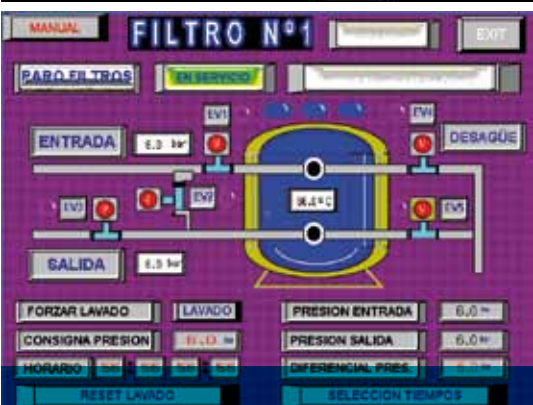 MANUAL FILTRO Nº1 EXIT
PARO FILTROS EN SERVICIO
EV1 EV4
ENTRADA 6.0 bar DESAGÜE
EV3 EV2 EV5
SALIDA 6.0 bar
FORZAR LAVADO LAVADO PRESION ENTRADA 6.0
CONSIGNA PRESION 6.0 PRESION SALIDA 6.0
HORARIO DIFERENCIAL PRES.
RESET LAVADO SELECCION TIEMPOS